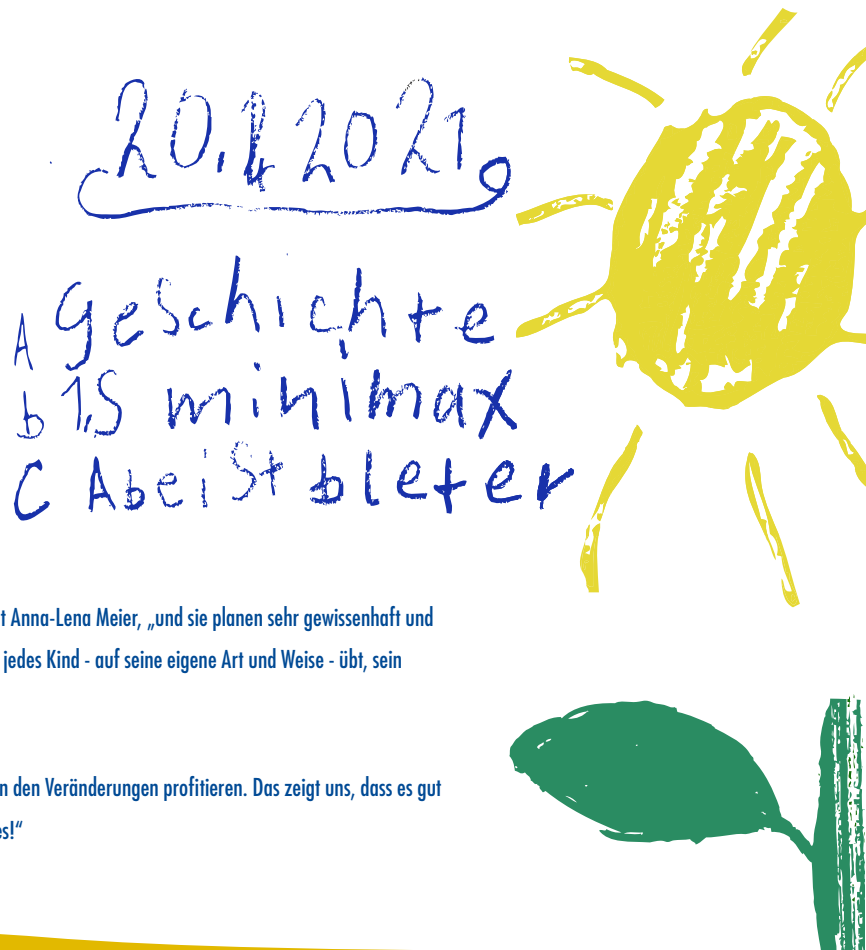 20.4 2021
A Geschichte
b 1,5 minimax
C Abeist bleter
t Anna-Lena Meier, „und sie planen sehr gewissenhaft und
jedes Kind - auf seine eigene Art und Weise - übt, sein
n den Veränderungen profitieren. Das zeigt uns, dass es gut
es!“